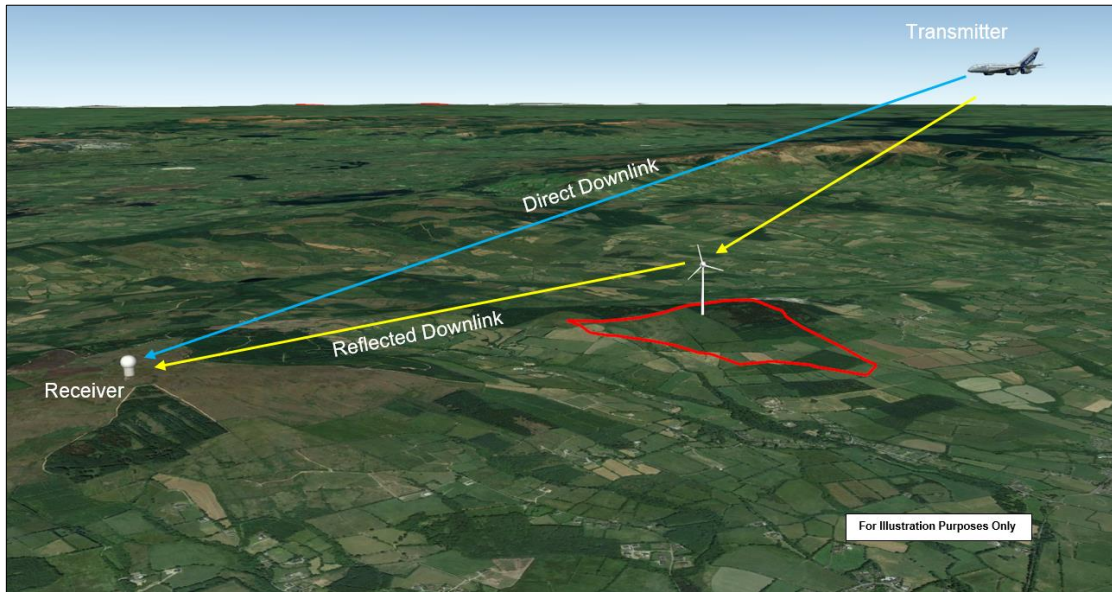 Transmitter
Direct Downlink
Reflected Downlink
Receiver
For Illustration Purposes Only